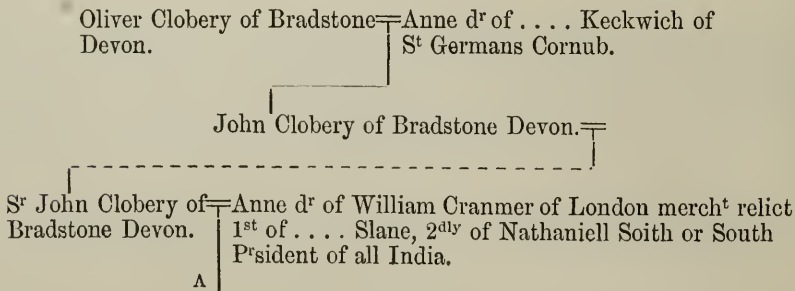 Oliver Clobery of Bradstone Anne dʳ of . . . . Keckwich of
Devon. Sᵗ Germans Cornub.
John Clobery of Bradstone Devon.
Sʳ John Clobery of Anne dʳ of William Cranmer of London merchᵗ relict
Bradstone Devon. 1ˢᵗ of . . . . Slane, 2ᵈˡʸ of Nathaniell Soith or South
Pʳsident of all India.
A